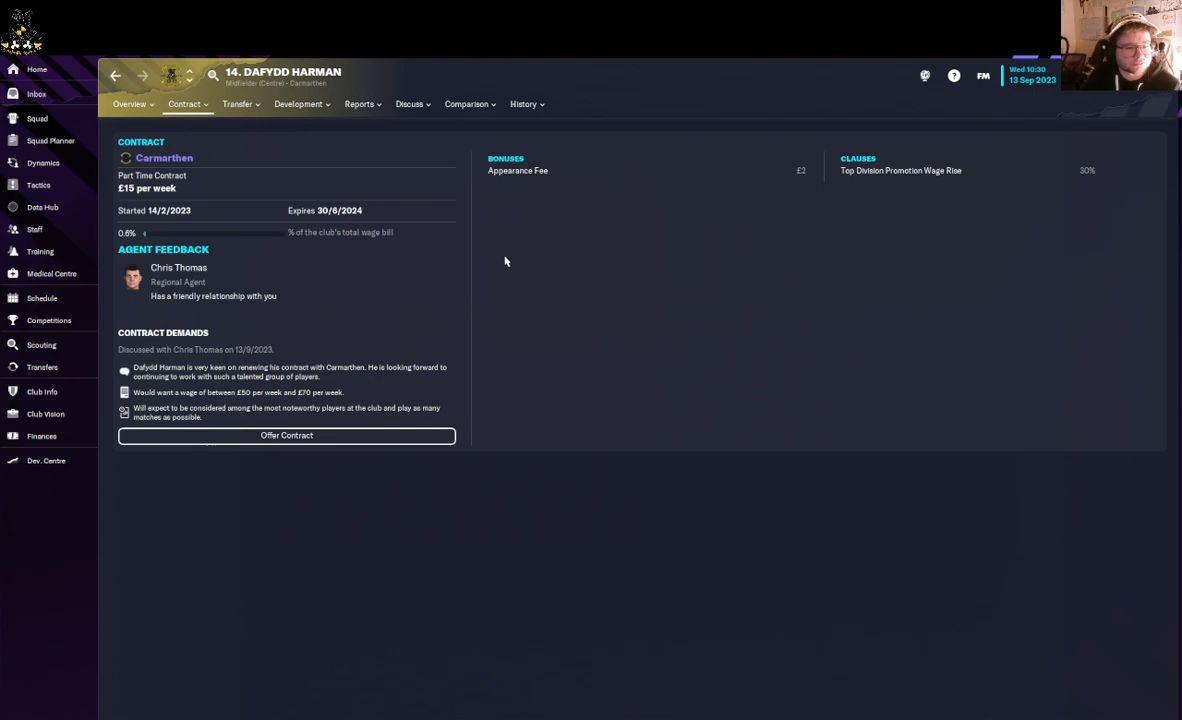 14. DAFYDD HARMAN
Midfielder (Centre) - Carmarthen
FM
Wed 10:30
13 Sep 2023
Overview
Contract
Transfer
Development
Reports
Discuss
Comparison
History
Home
Inbox
Squad
Squad Planner
Dynamics
Tactics
Data Hub
Staff
Training
Medical Centre
Schedule
Competitions
Scouting
Transfers
Club Info
Club Vision
Finances
Dev. Centre
CONTRACT
Carmarthen
Part Time Contract
£15 per week
Started 14/2/2023 Expires 30/6/2024
0.6% % of the club's total wage bill
AGENT FEEDBACK
Chris Thomas
Regional Agent
Has a friendly relationship with you
CONTRACT DEMANDS
Discussed with Chris Thomas on 13/9/2023.
Dafydd Harman is very keen on renewing his contract with Carmarthen. He is looking forward to
continuing to work with such a talented group of players.
Would want a wage of between £50 per week and £70 per week.
Will expect to be considered among the most noteworthy players at the club and play as many
matches as possible.
Offer Contract
BONUSES
Appearance Fee £2
CLAUSES
Top Division Promotion Wage Rise 30%